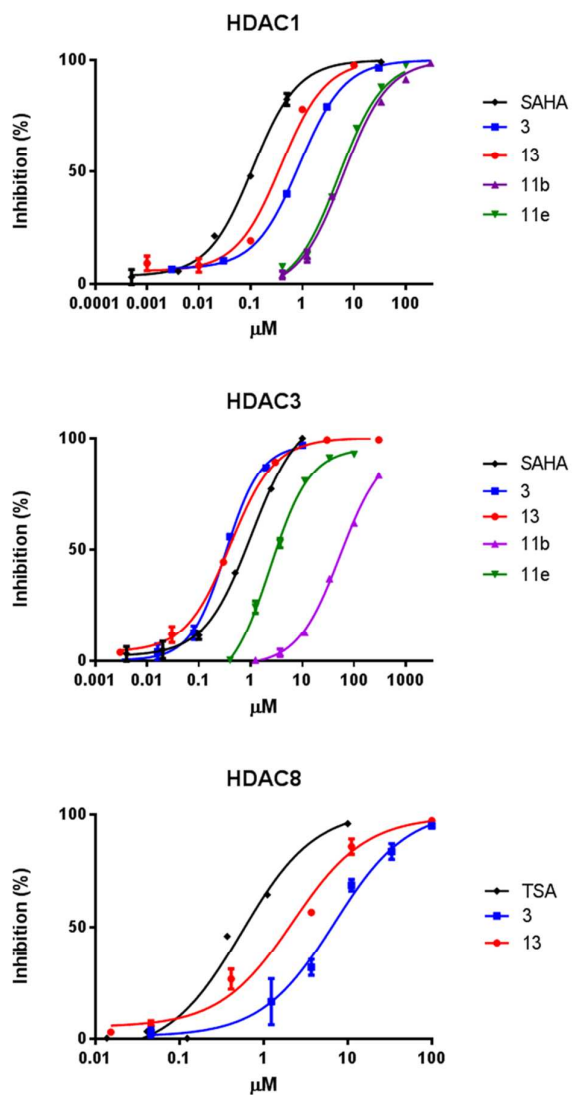 HDAC1
Inhibition (%)
100
50
0
0.0001 0.001 0.01 0.1 1 10 100
µM
SAHA
3
13
11b
11e
HDAC3
Inhibition (%)
100
50
0
0.001 0.01 0.1 1 10 100 1000
µM
SAHA
3
13
11b
11e
HDAC8
Inhibition (%)
100
50
0
0.01 0.1 1 10 100
µM
TSA
3
13